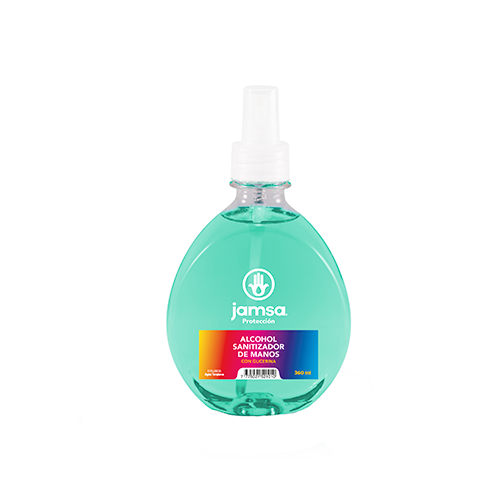 jamsa
Protección
ALCOHOL
SANITIZADOR
DE MANOS
CON GLICERINA
360 ml